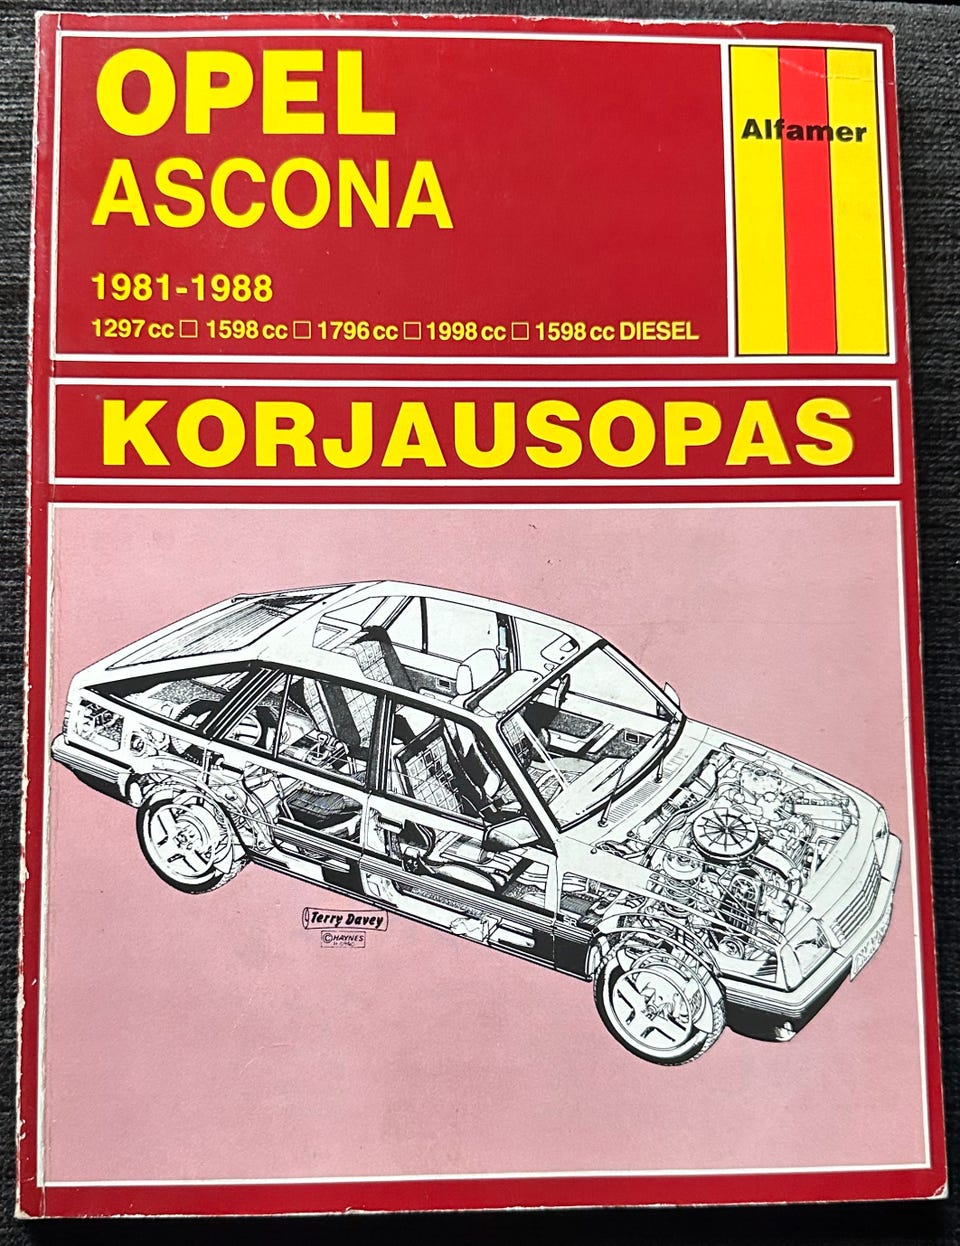 OPEL
ASCONA
1981-1988
1297 cc □ 1598 cc □ 1796 cc □ 1998 cc □ 1598 cc DIESEL
Alfamer
KORJAUSOPAS
Terry Davey
© HAYNES